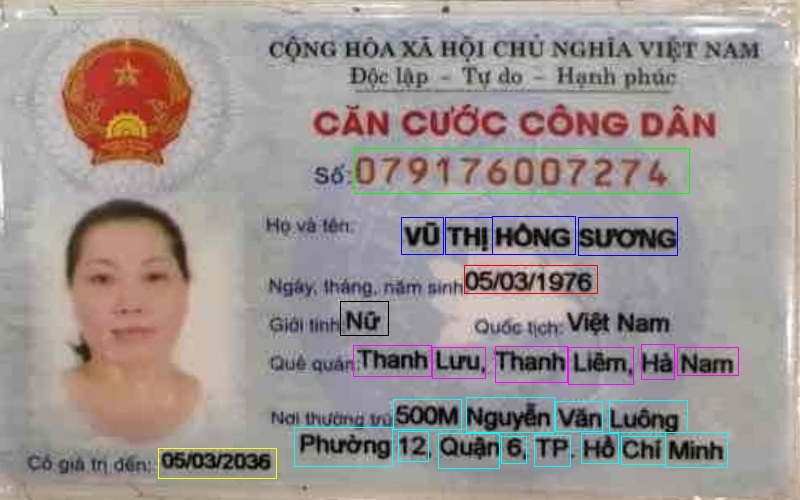 CỘNG HÒA XÃ HỘI CHỦ NGHĨA VIỆT NAM
Độc lập - Tự do - Hạnh phúc
CĂN CƯỚC CÔNG DÂN
Số: 079176007274
Họ và tên: VŨ THỊ HỒNG SƯƠNG
Ngày, tháng, năm sinh: 05/03/1976
Giới tính: Nữ Quốc tịch: Việt Nam
Quê quán: Thanh Lưu, Thanh Liêm, Hà Nam
Nơi thường trú: 500M Nguyễn Văn Luông
Phường 12, Quận 6, TP. Hồ Chí Minh
Có giá trị đến: 05/03/2036